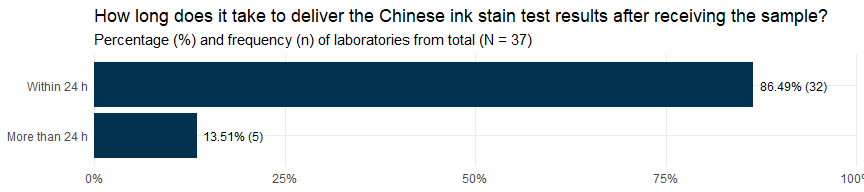 How long does it take to deliver the Chinese ink stain test results after receiving the sample?
Percentage (%) and frequency (n) of laboratories from total (N = 37)
Within 24 h
86.49% (32)
More than 24 h
13.51% (5)
0%
25%
50%
75%
100%